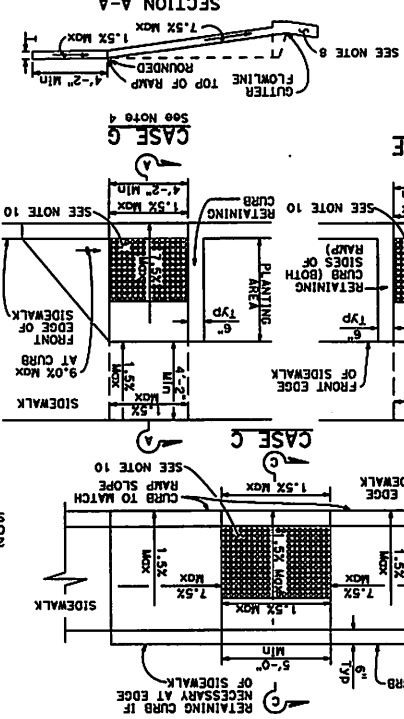 RETAINING CURB IF
NECESSARY AT EDGE
OF SIDEWALK
C
5'-0"
Min
6"
Typ
1.5% Max
SIDEWALK
7.5%
Max
7.5%
Max
1.5% Max
1.5%
Max
1.5%
Max
1.5% Max
CURB TO MATCH
RAMP SLOPE
SEE NOTE 10
EDGE
DEWALK
C
CASE C
A
SIDEWALK
1.5%
Max
4'-2"
Min
1.5%
Max
9.0% Max
AT CURB
FRONT
EDGE OF
SIDEWALK
FRONT EDGE
OF SIDEWALK
6"
Typ
6"
Typ
PLANTING
AREA
RETAINING
CURB (BOTH
SIDES OF
RAMP)
7.5%
Max
SEE NOTE 10
SEE NOTE 10
RETAINING
CURB
1.5% Max
4'-2" Min
A
CASE G
See Note 4
E
GUTTER
FLOWLINE
TOP OF RAMP
ROUNDED
4'-2" Min
SEE NOTE 8
7.5% Max
1.5% Max
SECTION A-A